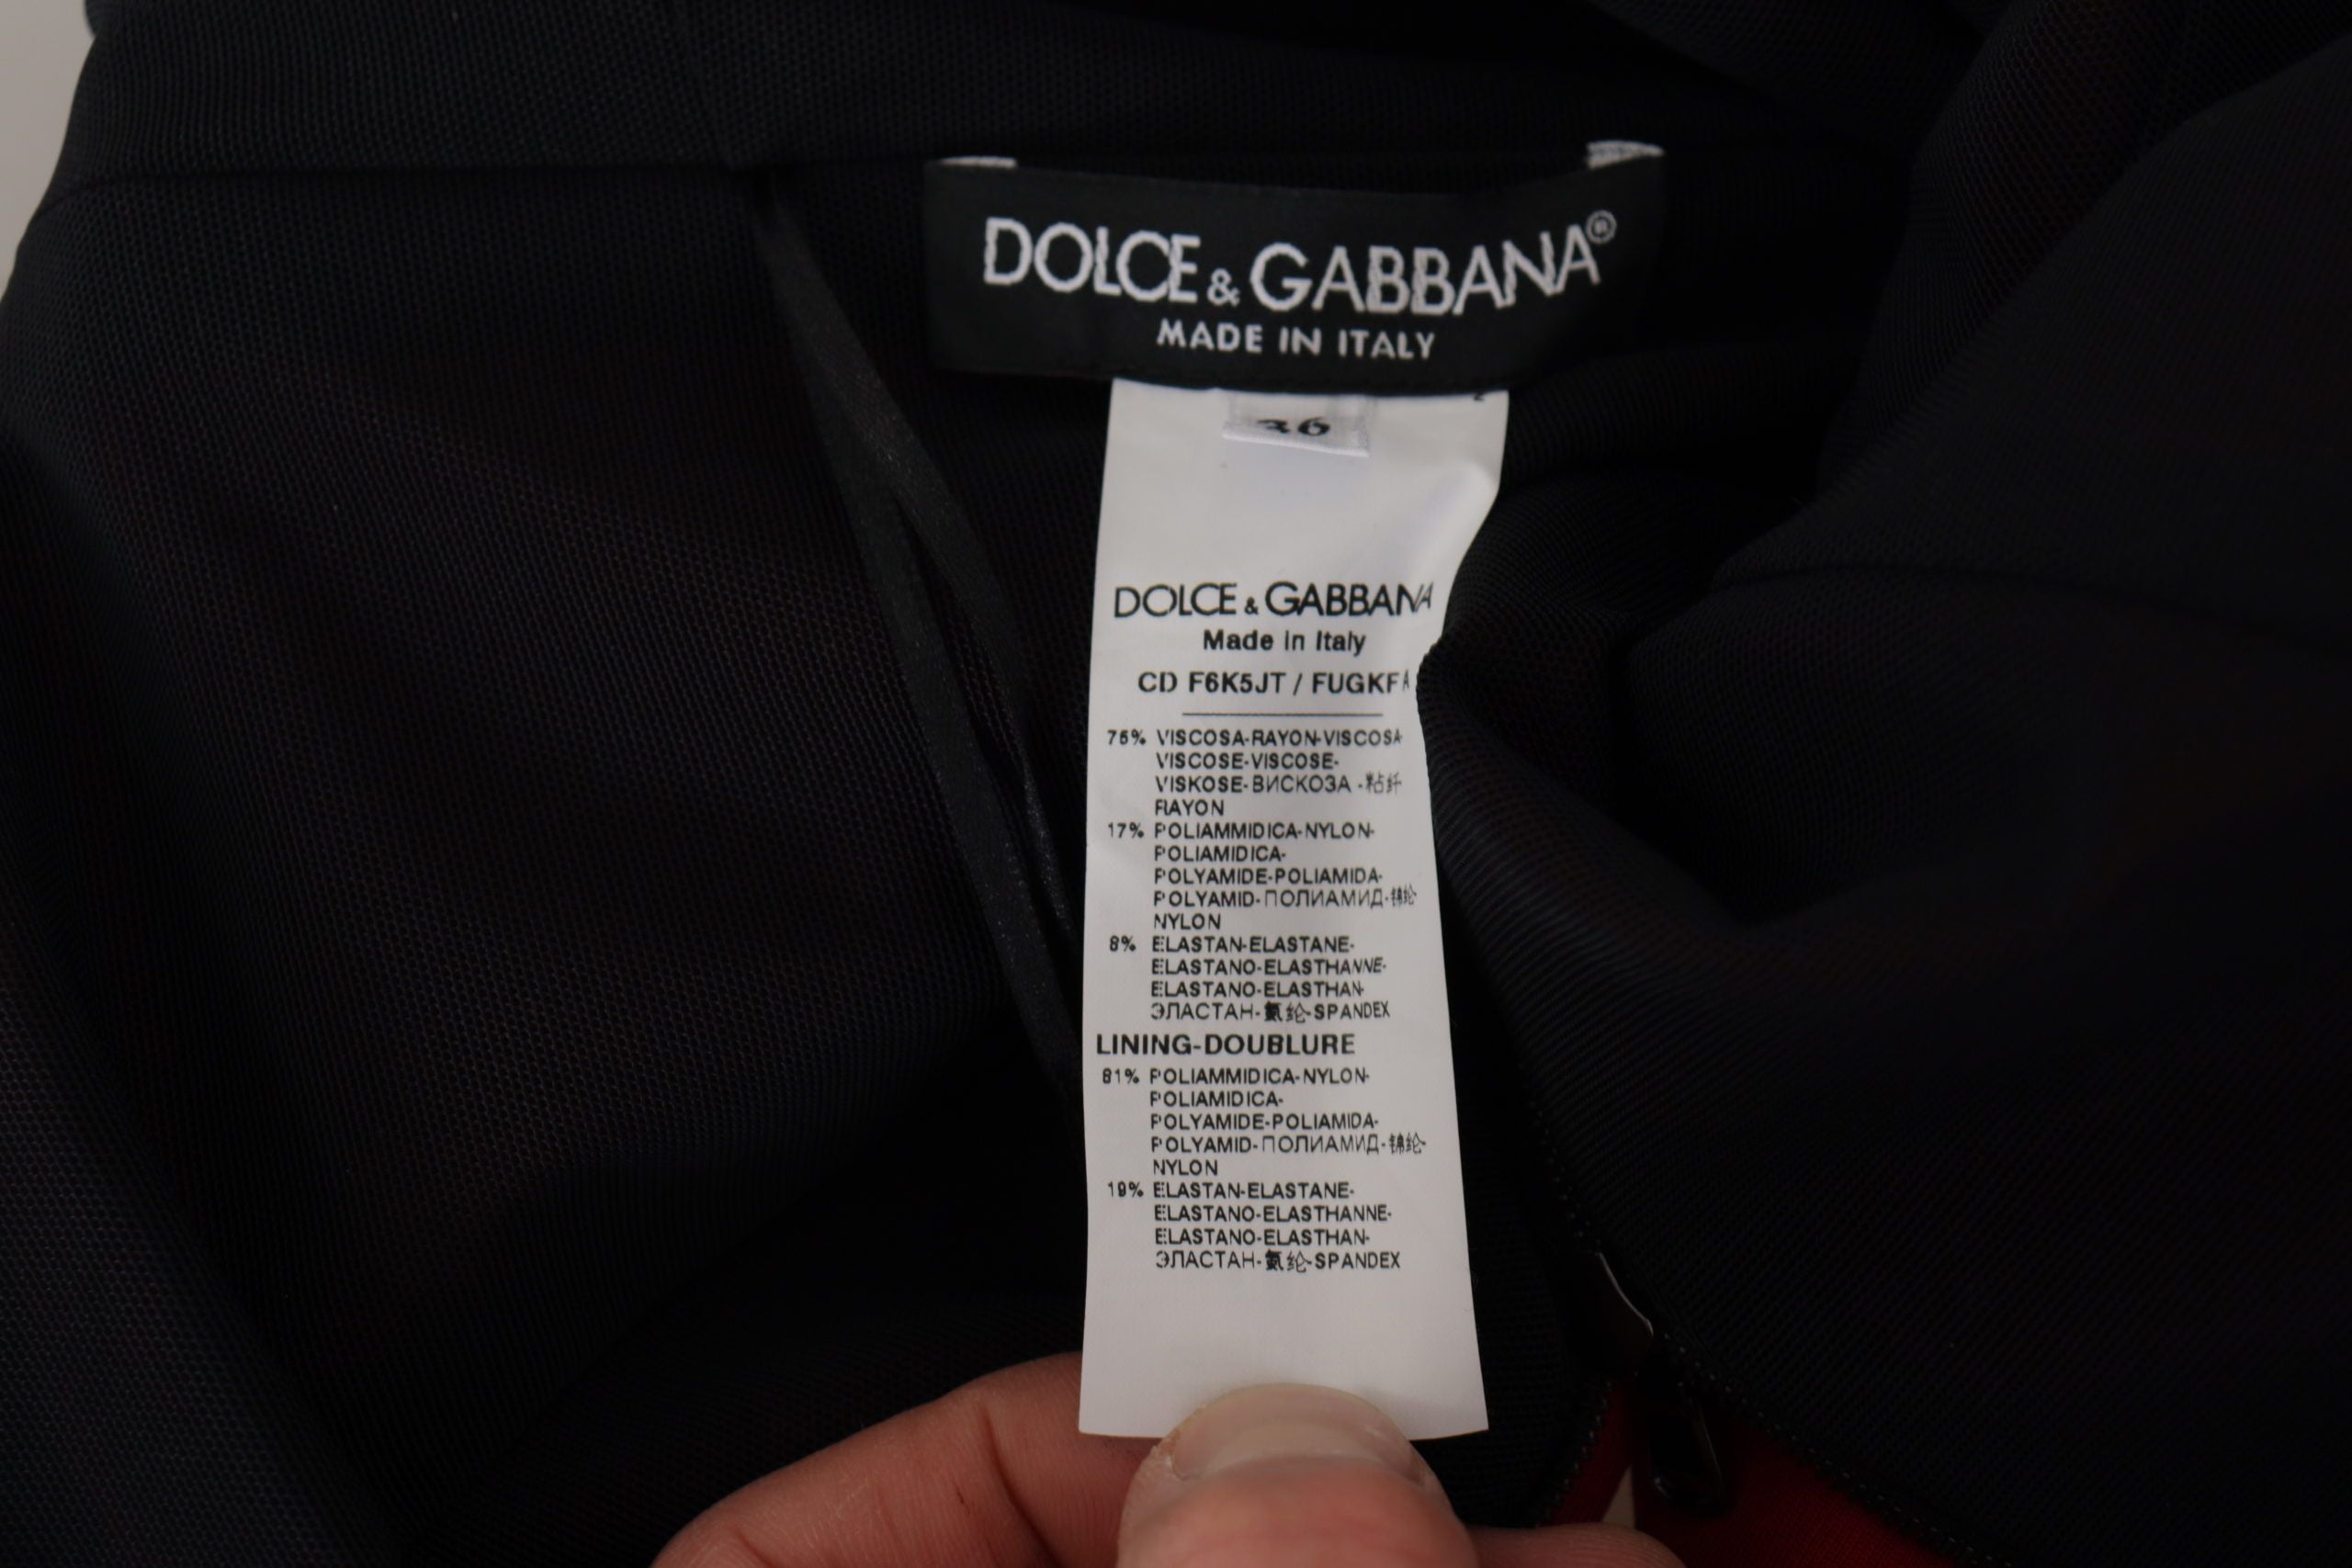 DOLCE & GABBANA®
MADE IN ITALY
36
DOLCE & GABBANA
Made in Italy
CD F6K5JT / FUGKFA
75% VISCOSA-RAYON-VISCOSA
VISCOSE-VISCOSE-
VISKOSE-ВИСКОЗА-粘纤
RAYON
17% POLIAMMIDICA-NYLON-
POLIAMIDICA-
POLYAMIDE-POLIAMIDA-
POLYAMID-ПОЛИАМИД-锦纶-
NYLON
8% ELASTAN-ELASTANE-
ELASTANO-ELASTHANNE-
ELASTANO-ELASTHAN-
ЭЛАСТАН-氨纶-SPANDEX
LINING-DOUBLURE
81% POLIAMMIDICA-NYLON-
POLIAMIDICA-
POLYAMIDE-POLIAMIDA-
POLYAMID-ПОЛИАМИД-锦纶-
NYLON
19% ELASTAN-ELASTANE-
ELASTANO-ELASTHANNE-
ELASTANO-ELASTHAN-
ЭЛАСТАН-氨纶-SPANDEX